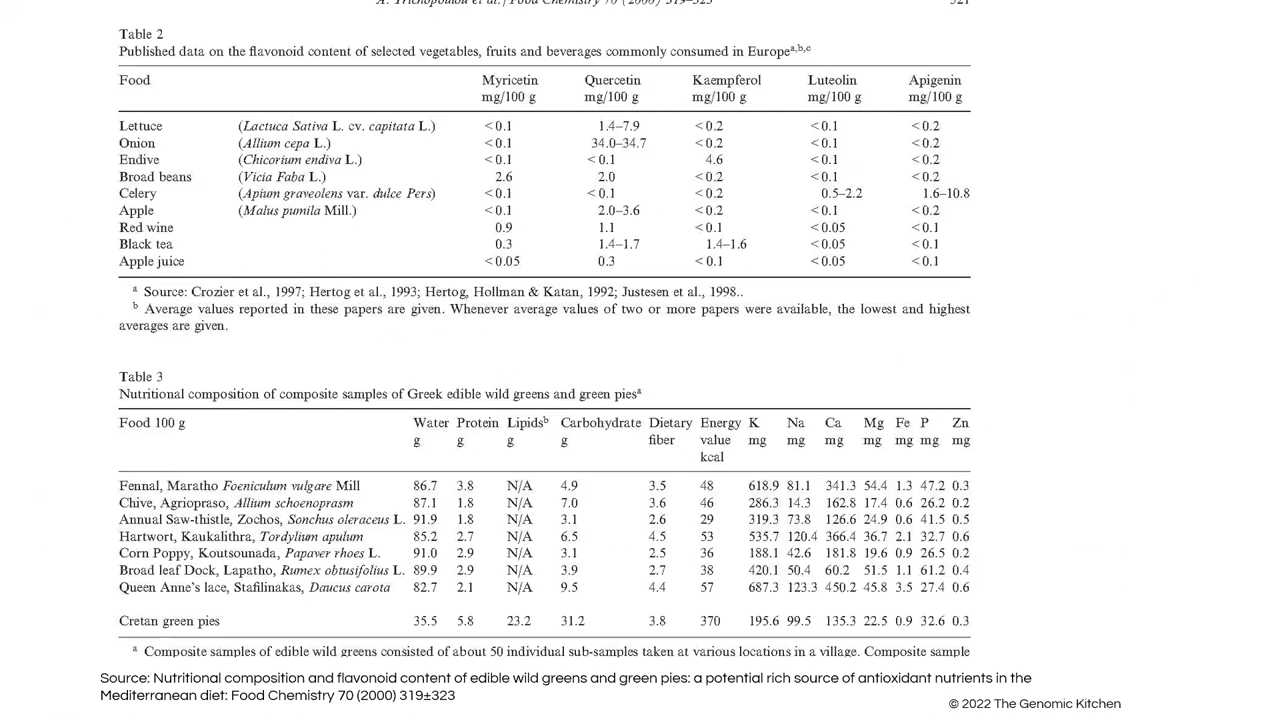 A. Trichopoulou et al. / Food Chemistry 70 (2000) 319–323 321
Table 2
Published data on the flavonoid content of selected vegetables, fruits and beverages commonly consumed in Europea,b,c
Food Myricetin Quercetin Kaempferol Luteolin Apigenin
mg/100 g mg/100 g mg/100 g mg/100 g mg/100 g
Lettuce (Lactuca Sativa L. cv. capitata L.) <0.1 1.4–7.9 <0.2 <0.1 <0.2
Onion (Allium cepa L.) <0.1 34.0–34.7 <0.2 <0.1 <0.2
Endive (Chicorium endiva L.) <0.1 <0.1 4.6 <0.1 <0.2
Broad beans (Vicia Faba L.) 2.6 2.0 <0.2 <0.1 <0.2
Celery (Apium graveolens var. dulce Pers) <0.1 <0.1 <0.2 0.5–2.2 1.6–10.8
Apple (Malus pumila Mill.) <0.1 2.0–3.6 <0.2 <0.1 <0.2
Red wine 0.9 1.1 <0.1 <0.05 <0.1
Black tea 0.3 1.4–1.7 1.4–1.6 <0.05 <0.1
Apple juice <0.05 0.3 <0.1 <0.05 <0.1
a Source: Crozier et al., 1997; Hertog et al., 1993; Hertog, Hollman & Katan, 1992; Justesen et al., 1998..
b Average values reported in these papers are given. Whenever average values of two or more papers were available, the lowest and highest
averages are given.
Table 3
Nutritional composition of composite samples of Greek edible wild greens and green piesa
Food 100 g Water Protein Lipidsb Carbohydrate Dietary Energy K Na Ca Mg Fe P Zn
g g g g fiber value mg mg mg mg mg mg mg
kcal
Fennal, Maratho Foeniculum vulgare Mill 86.7 3.8 N/A 4.9 3.5 48 618.9 81.1 341.3 54.4 1.3 47.2 0.3
Chive, Agriopraso, Allium schoenoprasm 87.1 1.8 N/A 7.0 3.6 46 286.3 14.3 162.8 17.4 0.6 26.2 0.2
Annual Saw-thistle, Zochos, Sonchus oleraceus L. 91.9 1.8 N/A 3.1 2.6 29 319.3 73.8 126.6 24.9 0.6 41.5 0.5
Hartwort, Kaukalithra, Tordylium apulum 85.2 2.7 N/A 6.5 4.5 53 535.7 120.4 366.4 36.7 2.1 32.7 0.6
Corn Poppy, Koutsounada, Papaver rhoes L. 91.0 2.9 N/A 3.1 2.5 36 188.1 42.6 181.8 19.6 0.9 26.5 0.2
Broad leaf Dock, Lapatho, Rumex obtusifolius L. 89.9 2.9 N/A 3.9 2.7 38 420.1 50.4 60.2 51.5 1.1 61.2 0.4
Queen Anne's lace, Stafilinakas, Daucus carota 82.7 2.1 N/A 9.5 4.4 57 687.3 123.3 450.2 45.8 3.5 27.4 0.6
Cretan green pies 35.5 5.8 23.2 31.2 3.8 370 195.6 99.5 135.3 22.5 0.9 32.6 0.3
a Composite samples of edible wild greens consisted of about 50 individual sub-samples taken at various locations in a village. Composite sample
Source: Nutritional composition and flavonoid content of edible wild greens and green pies: a potential rich source of antioxidant nutrients in the
Mediterranean diet: Food Chemistry 70 (2000) 319±323
© 2022 The Genomic Kitchen